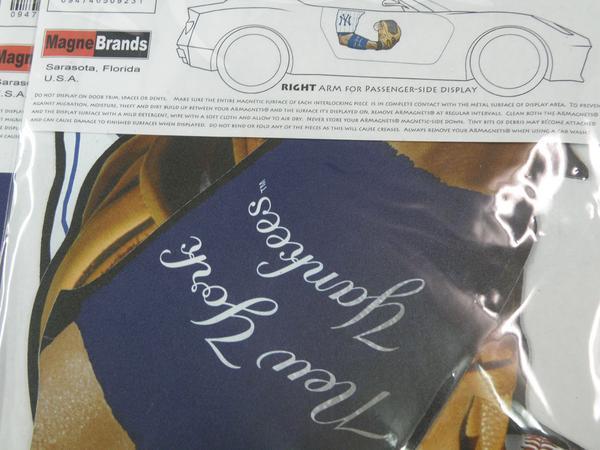 094746509231
MagneBrands
Sarasota, Florida
U.S.A.
NY
RIGHT ARM FOR PASSENGER-SIDE DISPLAY
DO NOT DISPLAY ON DOOR TRIM, SPACES OR DENTS. MAKE SURE THE ENTIRE MAGNETIC SURFACE OF EACH INTERLOCKING PIECE IS IN COMPLETE CONTACT WITH THE METAL SURFACE OF DISPLAY AREA. TO PREVEN
AGAINST MIGRATION, MOISTURE, THEFT AND DIRT BUILD UP BETWEEN YOUR ARMAGNETS® AND THE SURFACE IT'S DISPLAYED ON, REMOVE ARMAGNETS® AT REGULAR INTERVALS. CLEAN BOTH THE ARMAGNETS®
AND THE DISPLAY SURFACE WITH A MILD DETERGENT, WIPE WITH A SOFT CLOTH AND ALLOW TO AIR DRY. NEVER STORE YOUR ARMAGNETS® MAGNETIC-SIDE DOWN. TINY BITS OF DEBRIS MAY BECOME ATTACHED
AND CAN CAUSE DAMAGE TO FINISHED SURFACES WHEN DISPLAYED. DO NOT BEND OR FOLD ANY OF THE PIECES AS THIS WILL CAUSE CREASES. ALWAYS REMOVE YOUR ARMAGNETS® WHEN USING A CAR WASH
New York
Yankees™